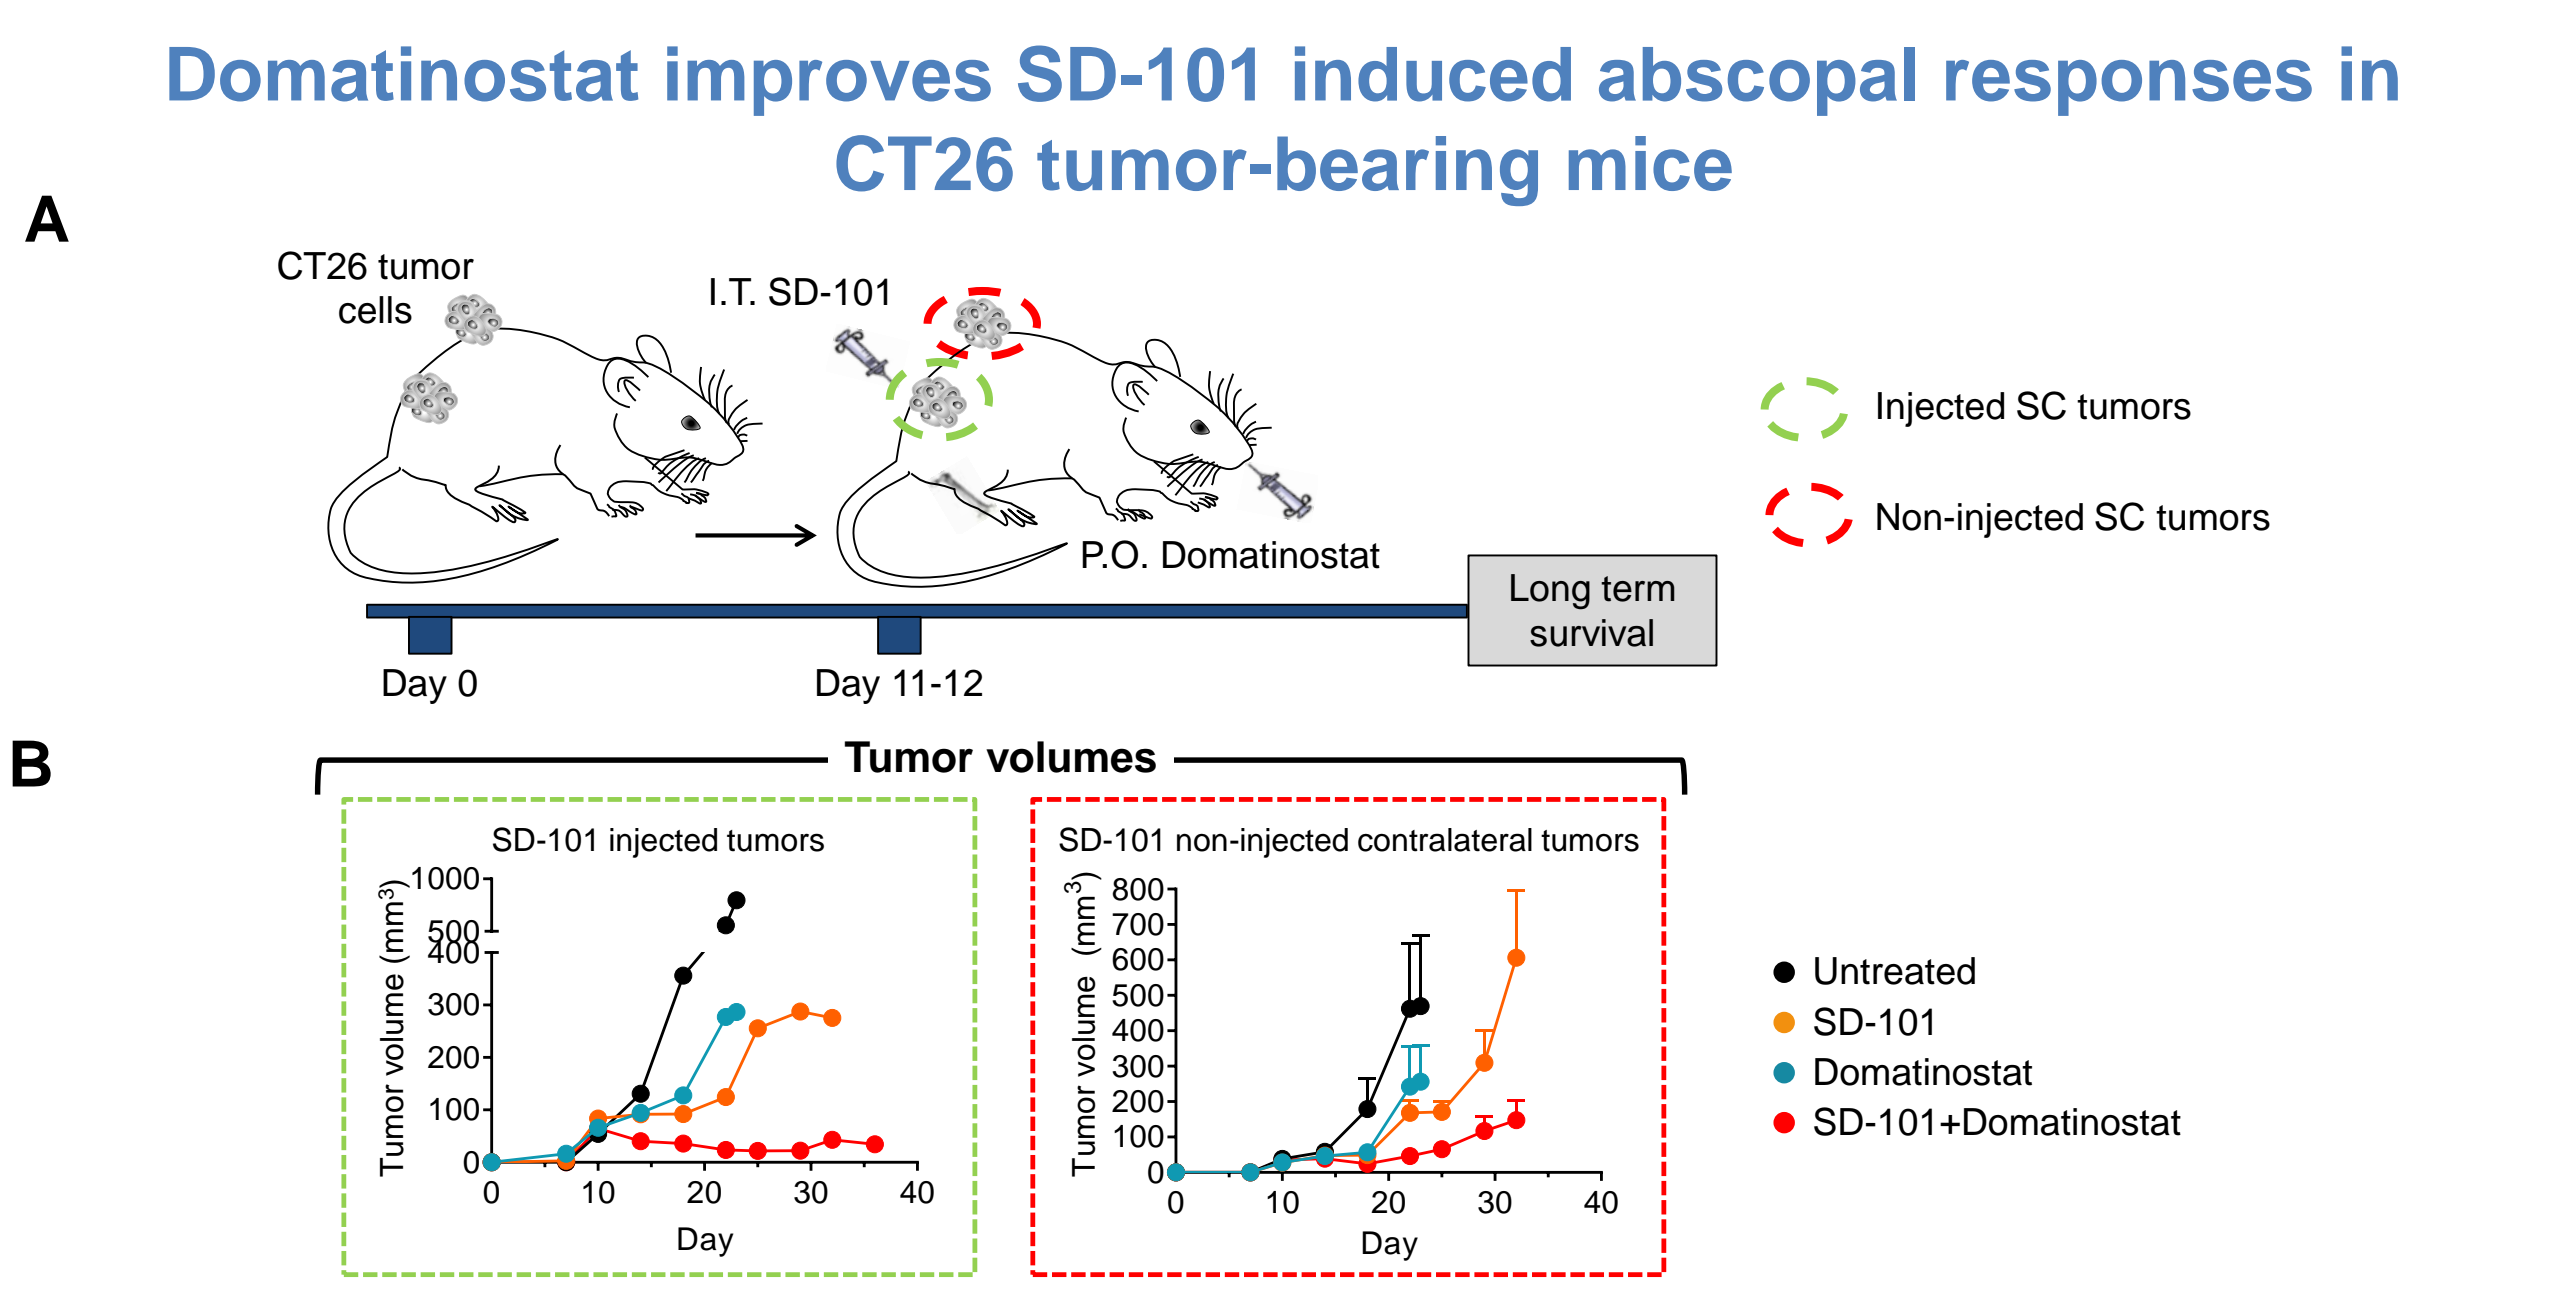 Domatinostat improves SD-101 induced abscopal responses in
CT26 tumor-bearing mice
A
CT26 tumor
cells
I.T. SD-101
P.O. Domatinostat
Injected SC tumors
Non-injected SC tumors
Long term
survival
Day 0
Day 11-12
B
Tumor volumes
SD-101 injected tumors
Tumor volume (mm³)
1000
500
400
300
200
100
0
0 10 20 30 40
Day
SD-101 non-injected contralateral tumors
Tumor volume (mm³)
800
700
600
500
400
300
200
100
0
0 10 20 30 40
Day
Untreated
SD-101
Domatinostat
SD-101+Domatinostat